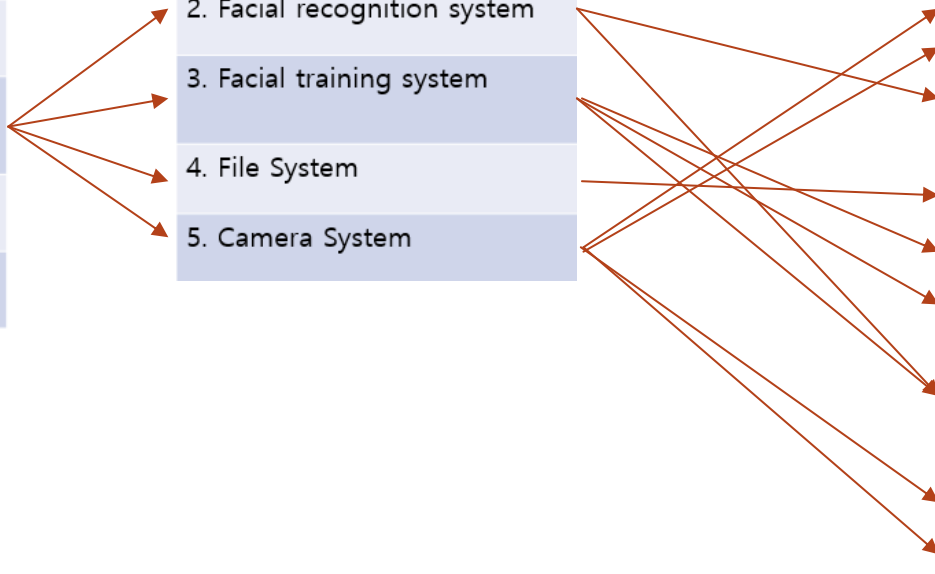 2. Facial recognition system
3. Facial training system
4. File System
5. Camera System